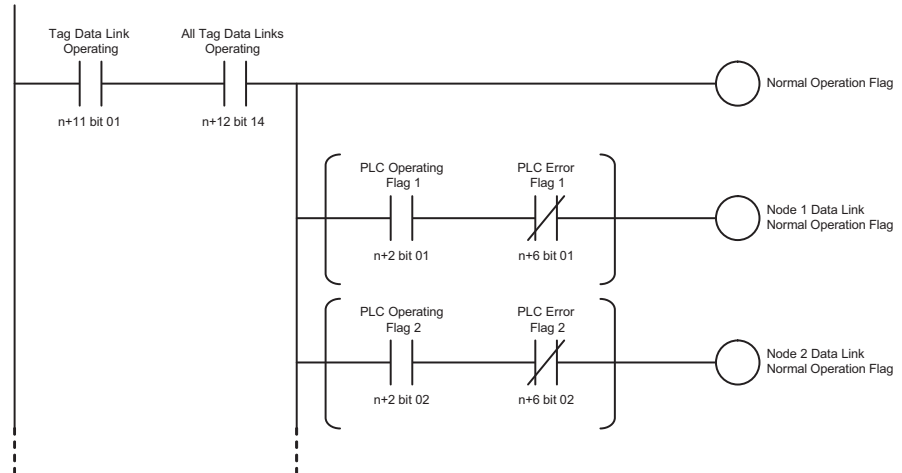 Tag Data Link
Operating
All Tag Data Links
Operating
n+11 bit 01
n+12 bit 14
Normal Operation Flag
PLC Operating
Flag 1
PLC Error
Flag 1
n+2 bit 01
n+6 bit 01
Node 1 Data Link
Normal Operation Flag
PLC Operating
Flag 2
PLC Error
Flag 2
n+2 bit 02
n+6 bit 02
Node 2 Data Link
Normal Operation Flag